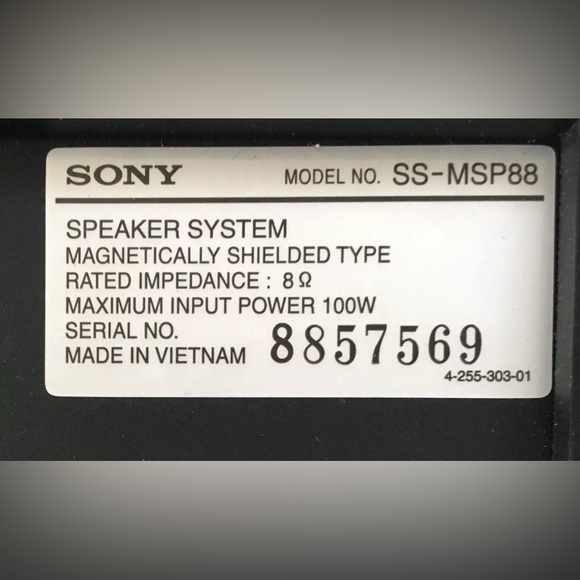 SONY MODEL NO. SS-MSP88
SPEAKER SYSTEM
MAGNETICALLY SHIELDED TYPE
RATED IMPEDANCE : 8Ω
MAXIMUM INPUT POWER 100W
SERIAL NO.
MADE IN VIETNAM 8857569
4-255-303-01